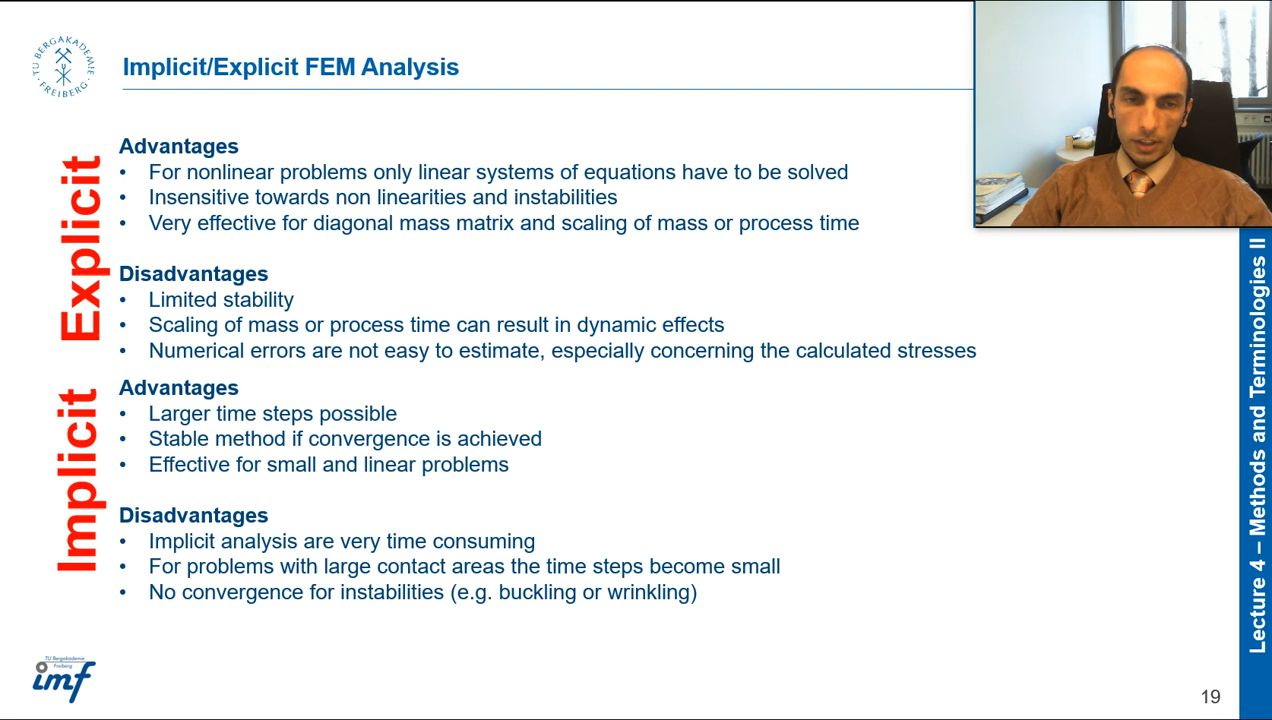 TU BERGAKADEMIE
FREIBERG
Implicit/Explicit FEM Analysis
Explicit
Advantages
• For nonlinear problems only linear systems of equations have to be solved
• Insensitive towards non linearities and instabilities
• Very effective for diagonal mass matrix and scaling of mass or process time
Disadvantages
• Limited stability
• Scaling of mass or process time can result in dynamic effects
• Numerical errors are not easy to estimate, especially concerning the calculated stresses
Implicit
Advantages
• Larger time steps possible
• Stable method if convergence is achieved
• Effective for small and linear problems
Disadvantages
• Implicit analysis are very time consuming
• For problems with large contact areas the time steps become small
• No convergence for instabilities (e.g. buckling or wrinkling)
Lecture 4 – Methods and Terminologies II
TU Bergakademie
Freiberg
imf
19